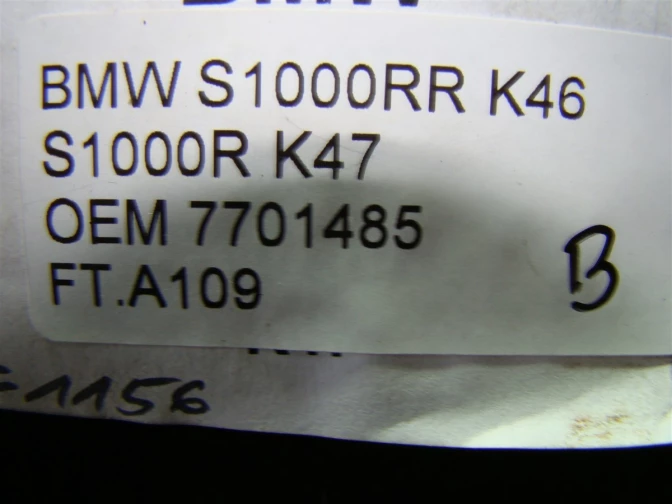 BMW S1000RR K46
S1000R K47
OEM 7701485
FT.A109
B
1156